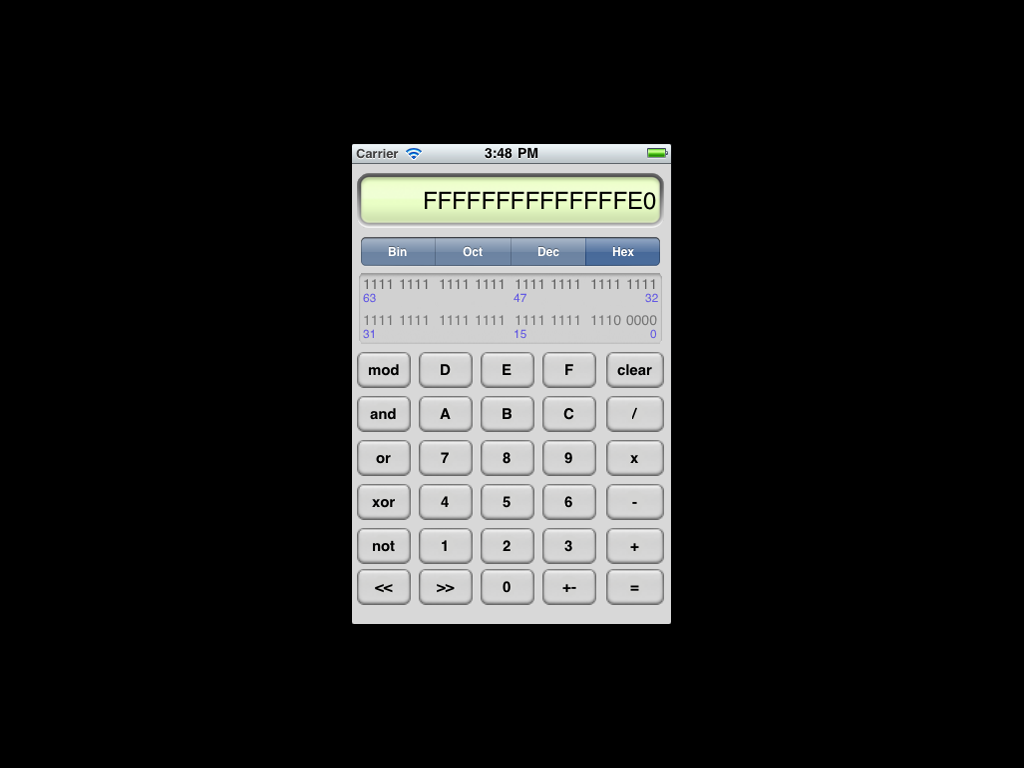 Carrier 3:48 PM
FFFFFFFFFFFFFFE0
Bin Oct Dec Hex
1111 1111 1111 1111 1111 1111 1111 1111
63 47 32
1111 1111 1111 1111 1111 1111 1110 0000
31 15 0
mod D E F clear
and A B C /
or 7 8 9 x
xor 4 5 6 -
not 1 2 3 +
<< >> 0 +- =